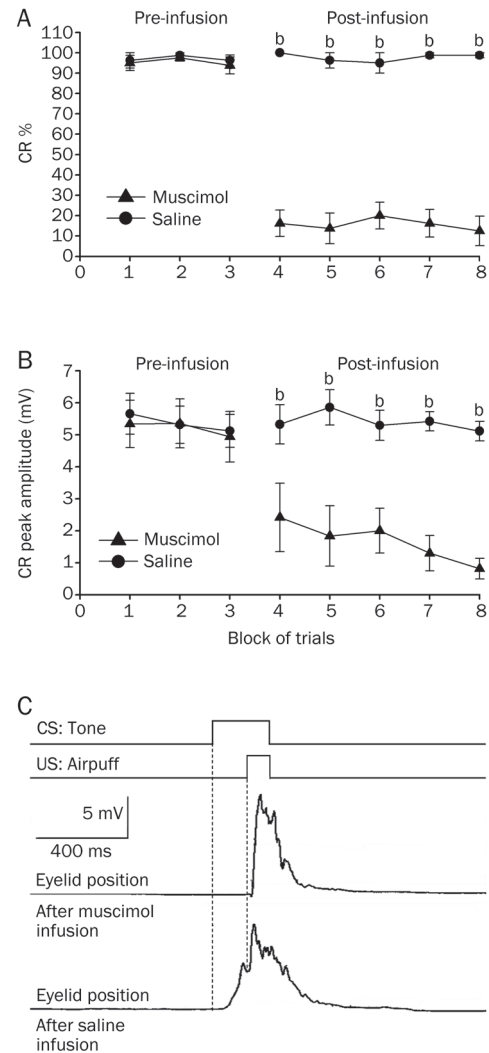 A
Pre-infusion
Post-infusion
b b b b b
110
100
90
80
70
60
50
40
30
20
10
0
CR %
Muscimol
Saline
0 1 2 3 4 5 6 7 8
B
Pre-infusion
Post-infusion
b b b b b
7
6
5
4
3
2
1
0
CR peak amplitude (mV)
Muscimol
Saline
0 1 2 3 4 5 6 7 8
Block of trials
C
CS: Tone
US: Airpuff
5 mV
400 ms
Eyelid position
After muscimol
infusion
Eyelid position
After saline
infusion